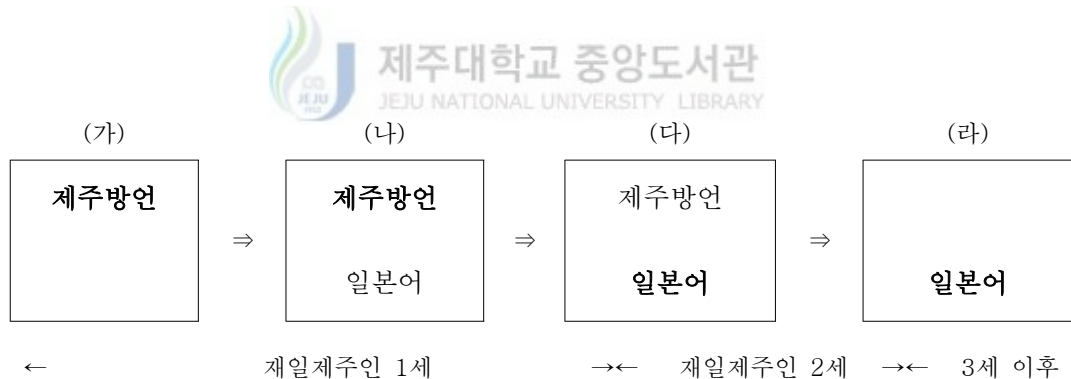 제주대학교 중앙도서관
JEJU NATIONAL UNIVERSITY LIBRARY
(가) (나) (다) (라)
제주방언 제주방언 제주방언
⇒ ⇒ ⇒
일본어 일본어 일본어
← 재일제주인 1세 →← 재일제주인 2세 →← 3세 이후